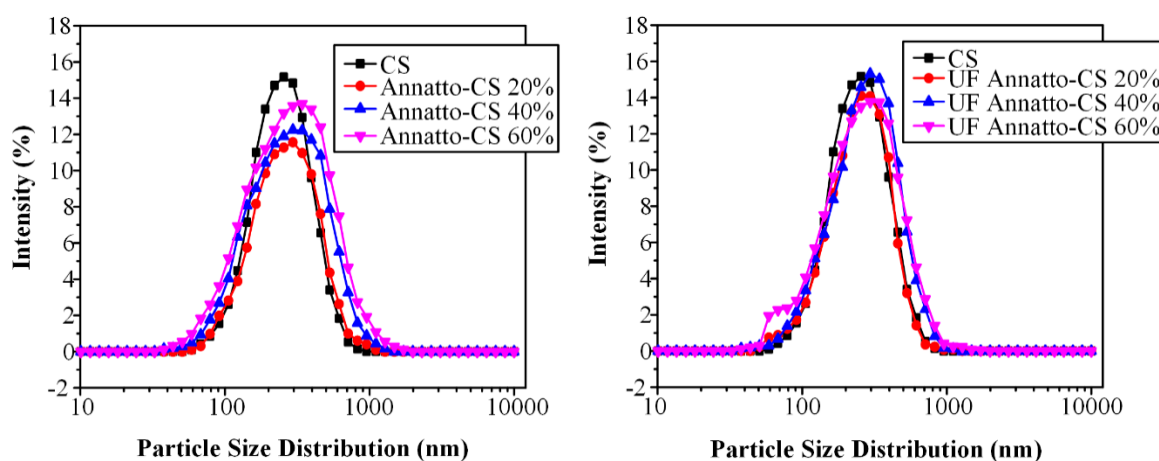 18
16
14
12
10
8
6
4
2
0
-2
Intensity (%)
CS
Annatto-CS 20%
Annatto-CS 40%
Annatto-CS 60%
10 100 1000 10000
Particle Size Distribution (nm)
18
16
14
12
10
8
6
4
2
0
-2
Intensity (%)
CS
UF Annatto-CS 20%
UF Annatto-CS 40%
UF Annatto-CS 60%
10 100 1000 10000
Particle Size Distribution (nm)